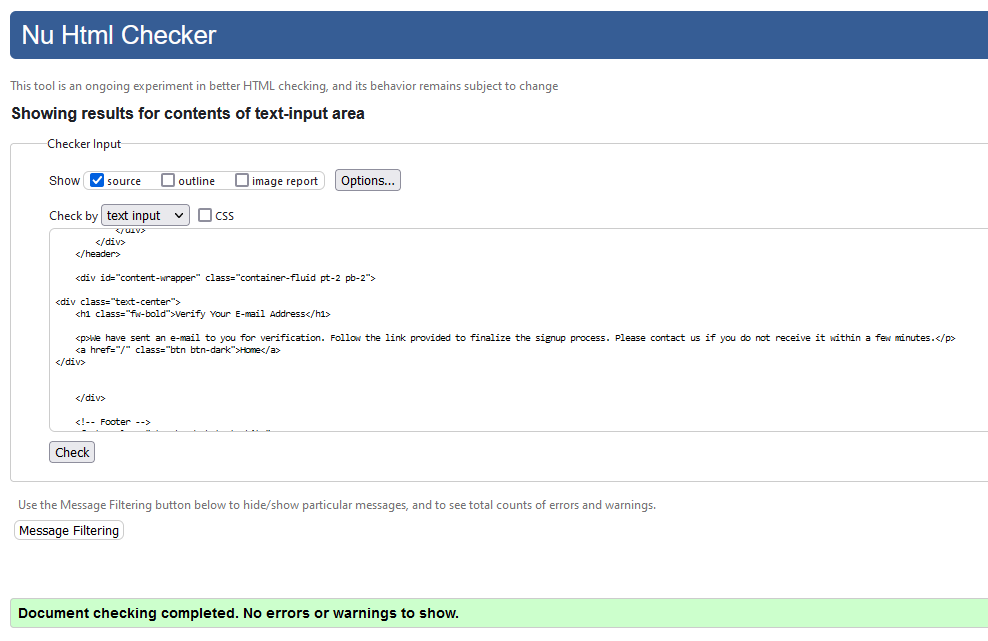 Nu Html Checker
This tool is an ongoing experiment in better HTML checking, and its behavior remains subject to change
Showing results for contents of text-input area
Checker Input
Show source outline image report Options...
Check by text input CSS
</div>
</div>
</header>
<div id="content-wrapper" class="container-fluid pt-2 pb-2">
<div class="text-center">
<h1 class="fw-bold">Verify Your E-mail Address</h1>
<p>We have sent an e-mail to you for verification. Follow the link provided to finalize the signup process. Please contact us if you do not receive it within a few minutes.</p>
<a href="/" class="btn btn-dark">Home</a>
</div>
</div>
<!-- Footer -->
Check
Use the Message Filtering button below to hide/show particular messages, and to see total counts of errors and warnings.
Message Filtering
Document checking completed. No errors or warnings to show.